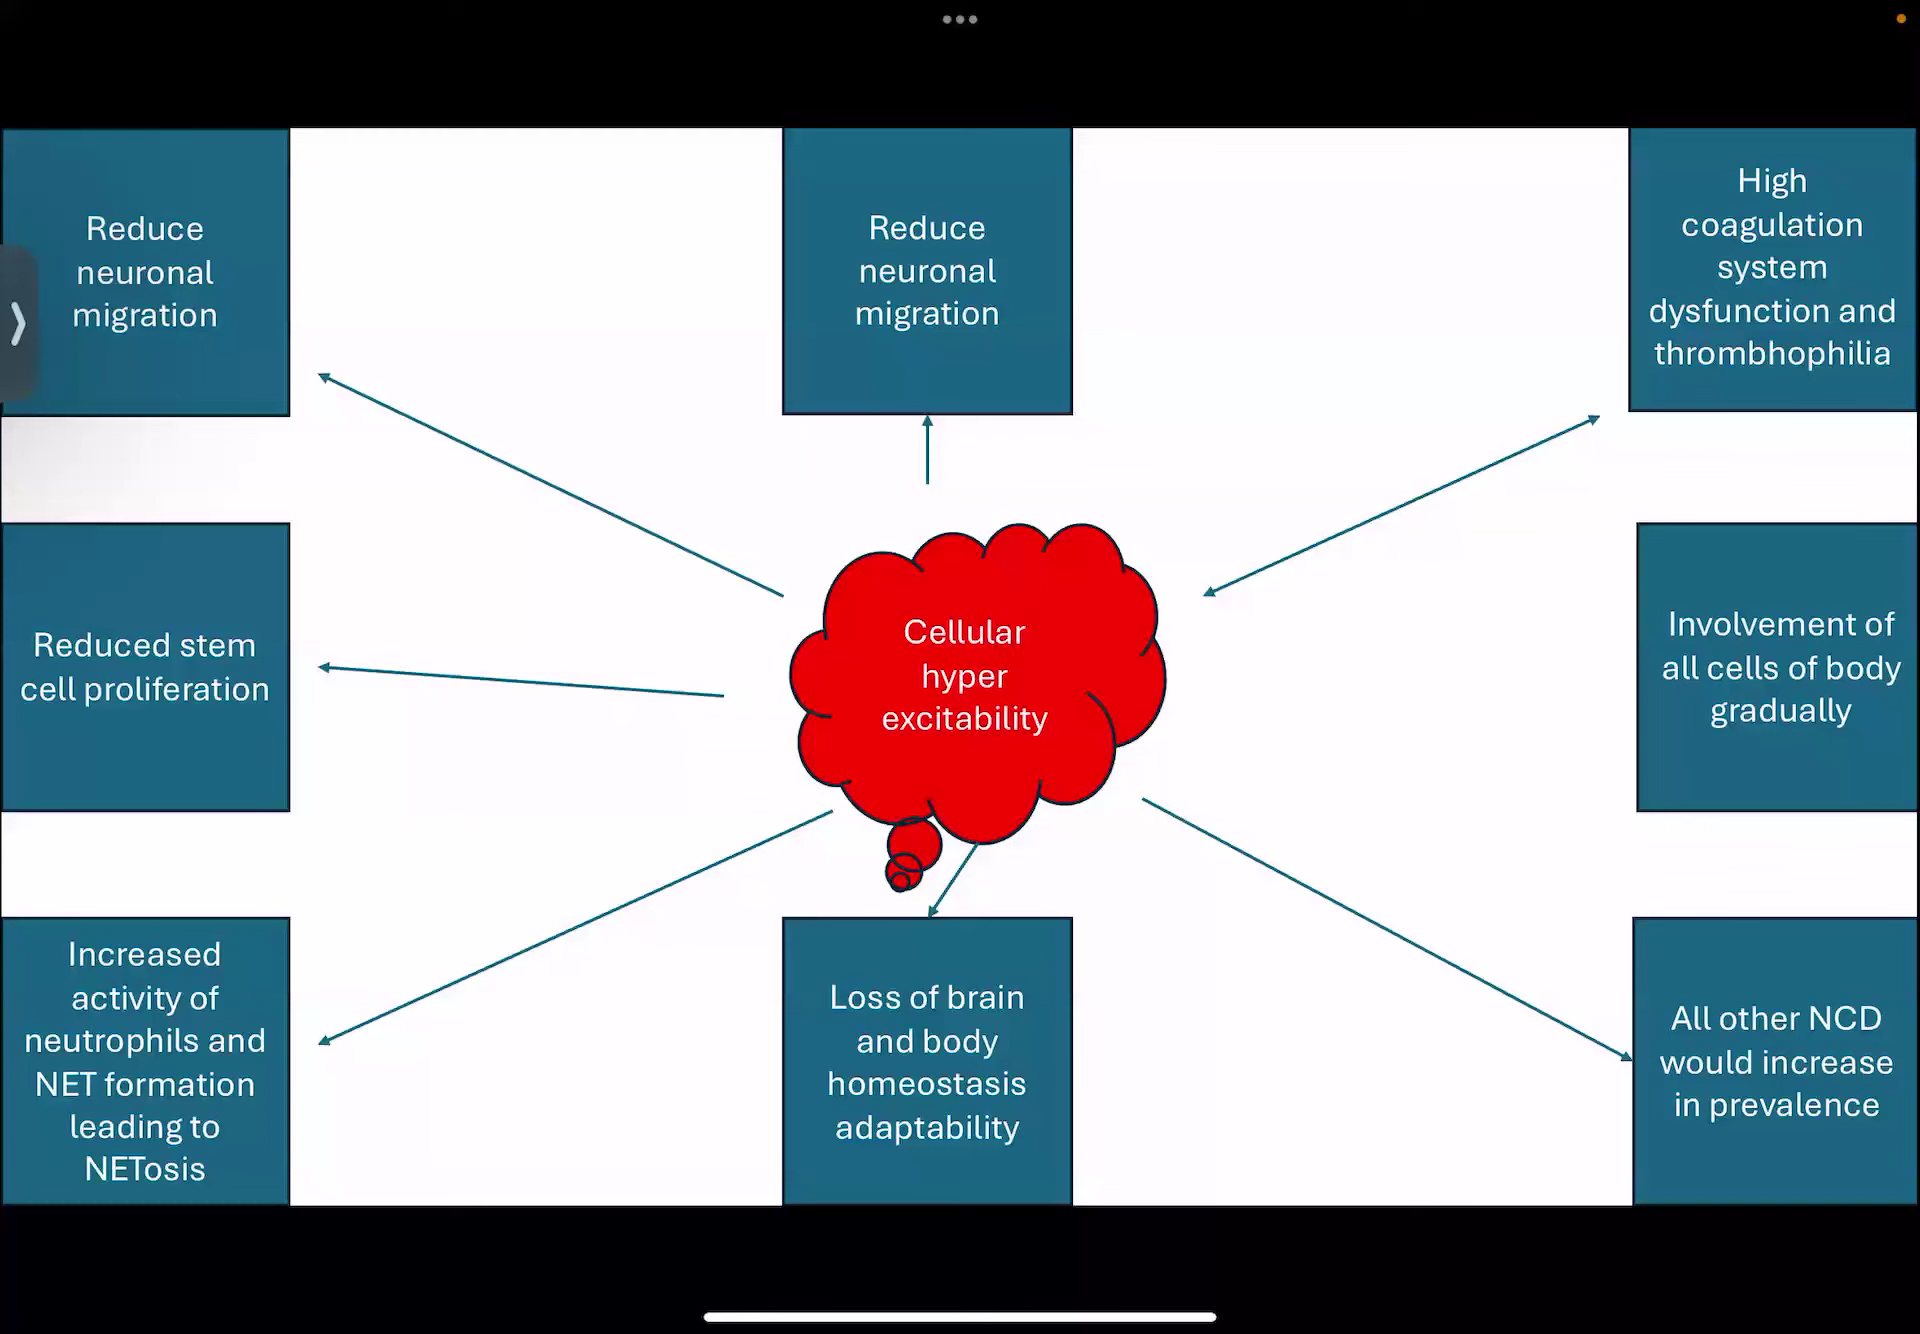 Reduce
neuronal
migration
Reduce
neuronal
migration
High
coagulation
system
dysfunction and
thrombhophilia
Reduced stem
cell proliferation
Cellular
hyper
excitability
Involvement of
all cells of body
gradually
Increased
activity of
neutrophils and
NET formation
leading to
NETosis
Loss of brain
and body
homeostasis
adaptability
All other NCD
would increase
in prevalence